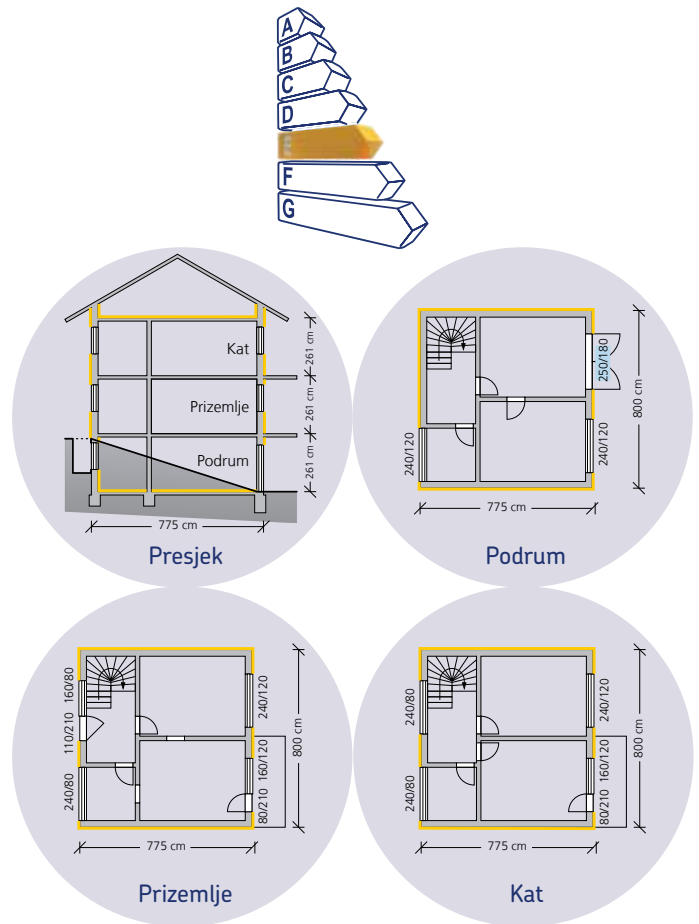 A
B
C
D
F
G
Kat
261 cm
Prizemlje
261 cm
Podrum
261 cm
775 cm
Presjek
250/180
800 cm
240/120
240/120
775 cm
Podrum
160/80
110/210
240/80
240/120
160/120
80/210
800 cm
775 cm
Prizemlje
240/80
240/80
240/120
160/120
80/210
800 cm
775 cm
Kat